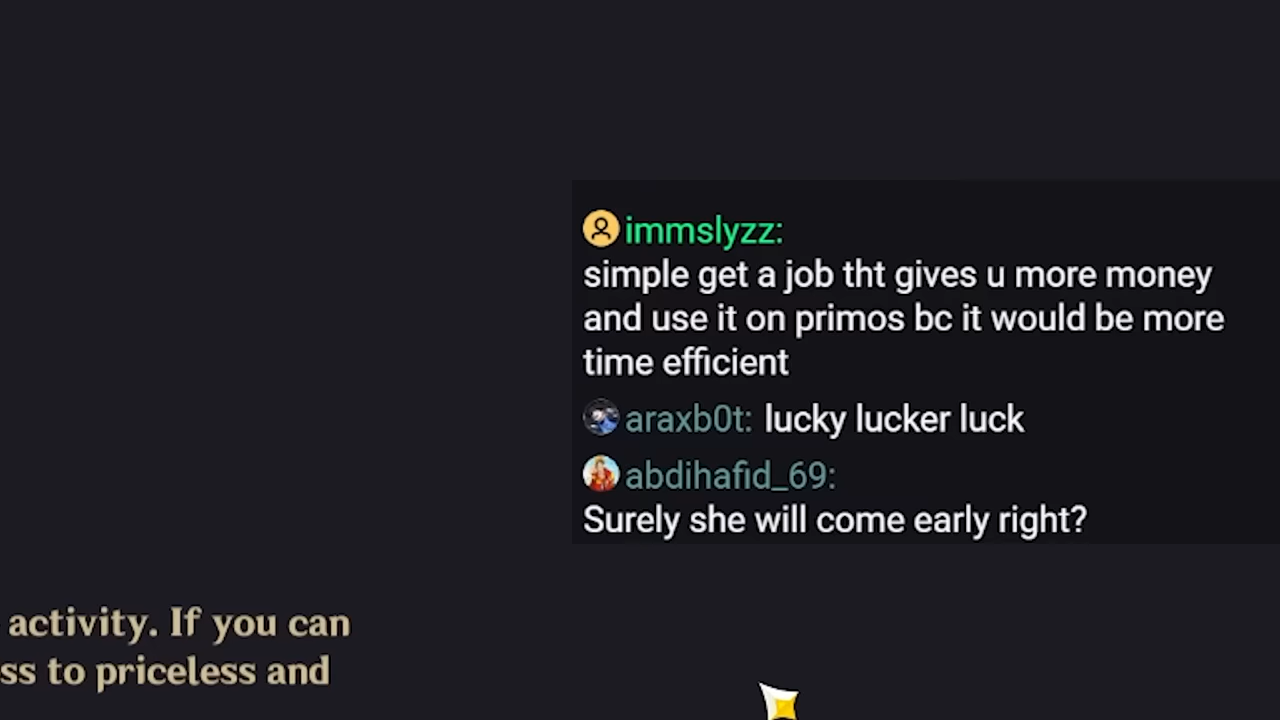 immslyzz:
simple get a job tht gives u more money
and use it on primos bc it would be more
time efficient
araxb0t: lucky lucker luck
abdihafid_69:
Surely she will come early right?
activity. If you can
ss to priceless and